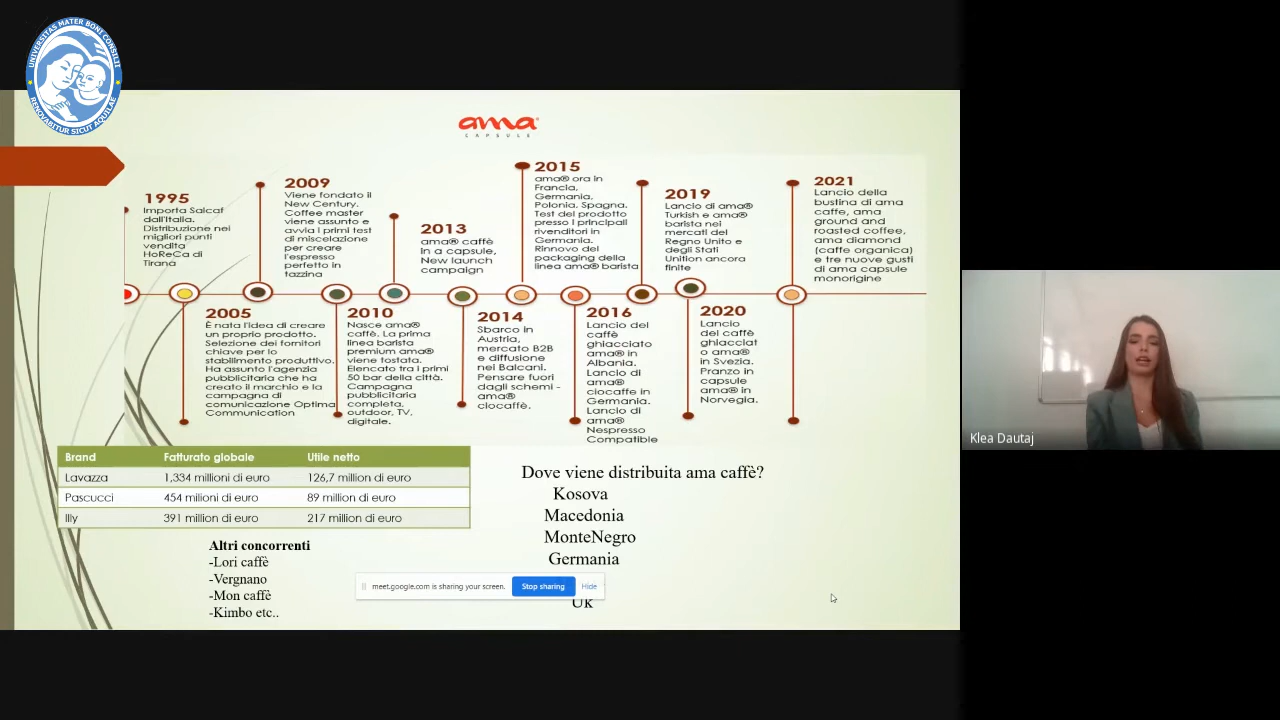 UNIVERSITAS MATER BONI CONSILII
RENOVABITUR SICUT AQUILAE
ama®
CAPSULE
1995
Importa Saicaf
dall'Italia.
Distribuzione nei
migliori punti
vendita
HoReCa di
Tirana
2009
Viene fondato il
New Century.
Coffee master
viene assunto e
avvia i primi test
di miscelazione
per creare
l'espresso
perfetto in
tazzina
2013
ama® caffè
in a capsule,
New launch
campaign
2015
ama® ora in
Francia,
Germania,
Polonia, Spagna.
Test del prodotto
presso i principali
rivenditori in
Germania.
Rinnovo del
packaging della
linea ama® barista
2019
Lancio di ama®
Turkish e ama®
barista nei
mercati del
Regno Unito e
degli Stati
Unition ancora
finite
2021
Lancio della
bustina di ama
caffe, ama
ground and
roasted coffee,
ama diamond
(caffe organica)
e tre nuove gusti
di ama capsule
monorigine
2005
È nata l'idea di creare
un proprio prodotto.
Selezione dei fornitori
chiave per lo
stabilimento produttivo.
Ha assunto l'agenzia
pubblicitaria che ha
creato il marchio e la
campagna di
comunicazione Optima
Communication
2010
Nasce ama®
caffè. La prima
linea barista
premium ama®
viene tostata.
Elencato tra i primi
50 bar della città.
Campagna
pubblicitaria
completa,
outdoor, TV,
digitale.
2014
Sbarco in
Austria,
mercato B2B
e diffusione
nei Balcani.
Pensare fuori
dagli schemi -
ama®
ciocaffè.
2016
Lancio del
caffè
ghiacciato
ama® in
Albania.
Lancio di
ama®
ciocaffe in
Germania.
Lancio di
ama®
Nespresso
Compatible
2020
Lancio
del caffè
ghiacciat
o ama®
in Svezia.
Pranzo in
capsule
ama® in
Norvegia.
Brand Fatturato globale Utile netto
Lavazza 1,334 millioni di euro 126,7 millioni di euro
Pascucci 454 milioni di euro 89 million di euro
Illy 391 million di euro 217 million di euro
Altri concorrenti
-Lori caffè
-Vergnano
-Mon caffè
-Kimbo etc..
Dove viene distribuita ama caffè?
Kosova
Macedonia
MonteNegro
Germania
Uk
meet.google.com is sharing your screen. Stop sharing Hide
Klea Dautaj